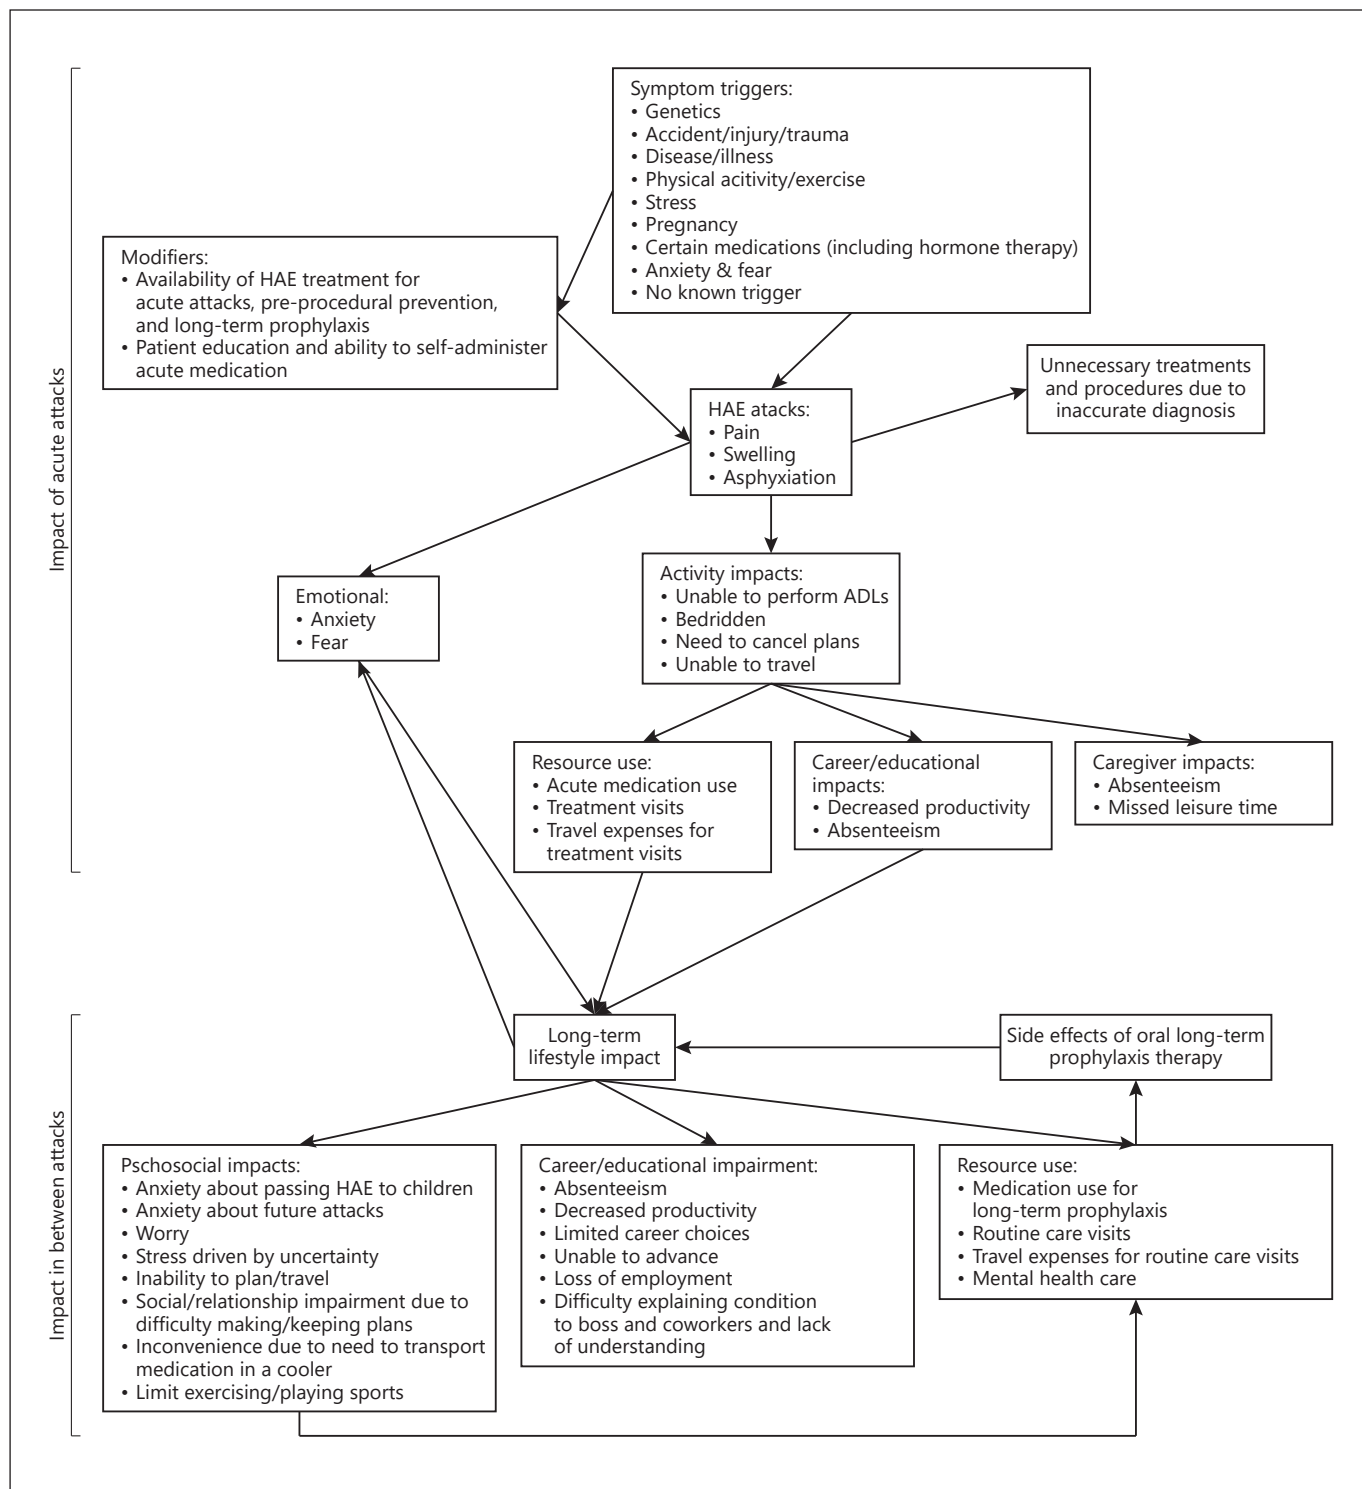 Impact of acute attacks
Symptom triggers:
• Genetics
• Accident/injury/trauma
• Disease/illness
• Physical acitivity/exercise
• Stress
• Pregnancy
• Certain medications (including hormone therapy)
• Anxiety & fear
• No known trigger
Modifiers:
• Availability of HAE treatment for
acute attacks, pre-procedural prevention,
and long-term prophylaxis
• Patient education and ability to self-administer
acute medication
Unnecessary treatments
and procedures due to
inaccurate diagnosis
HAE atacks:
• Pain
• Swelling
• Asphyxiation
Emotional:
• Anxiety
• Fear
Activity impacts:
• Unable to perform ADLs
• Bedridden
• Need to cancel plans
• Unable to travel
Resource use:
• Acute medication use
• Treatment visits
• Travel expenses for
treatment visits
Career/educational
impacts:
• Decreased productivity
• Absenteeism
Caregiver impacts:
• Absenteeism
• Missed leisure time
Impact in between attacks
Long-term
lifestyle impact
Side effects of oral long-term
prophylaxis therapy
Pschosocial impacts:
• Anxiety about passing HAE to children
• Anxiety about future attacks
• Worry
• Stress driven by uncertainty
• Inability to plan/travel
• Social/relationship impairment due to
difficulty making/keeping plans
• Inconvenience due to need to transport
medication in a cooler
• Limit exercising/playing sports
Career/educational impairment:
• Absenteeism
• Decreased productivity
• Limited career choices
• Unable to advance
• Loss of employment
• Difficulty explaining condition
to boss and coworkers and lack
of understanding
Resource use:
• Medication use for
long-term prophylaxis
• Routine care visits
• Travel expenses for routine care visits
• Mental health care